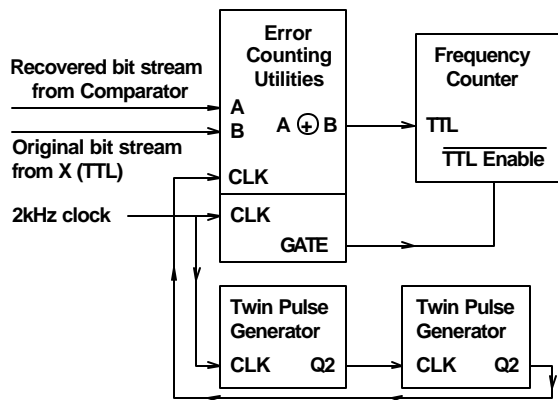 Error
Counting
Utilities
Frequency
Counter
Recovered bit stream
from Comparator
A
B
A ⊕ B
TTL
Original bit stream
from X (TTL)
TTL Enable
CLK
2kHz clock
CLK
GATE
Twin Pulse
Generator
CLK Q2
Twin Pulse
Generator
CLK Q2